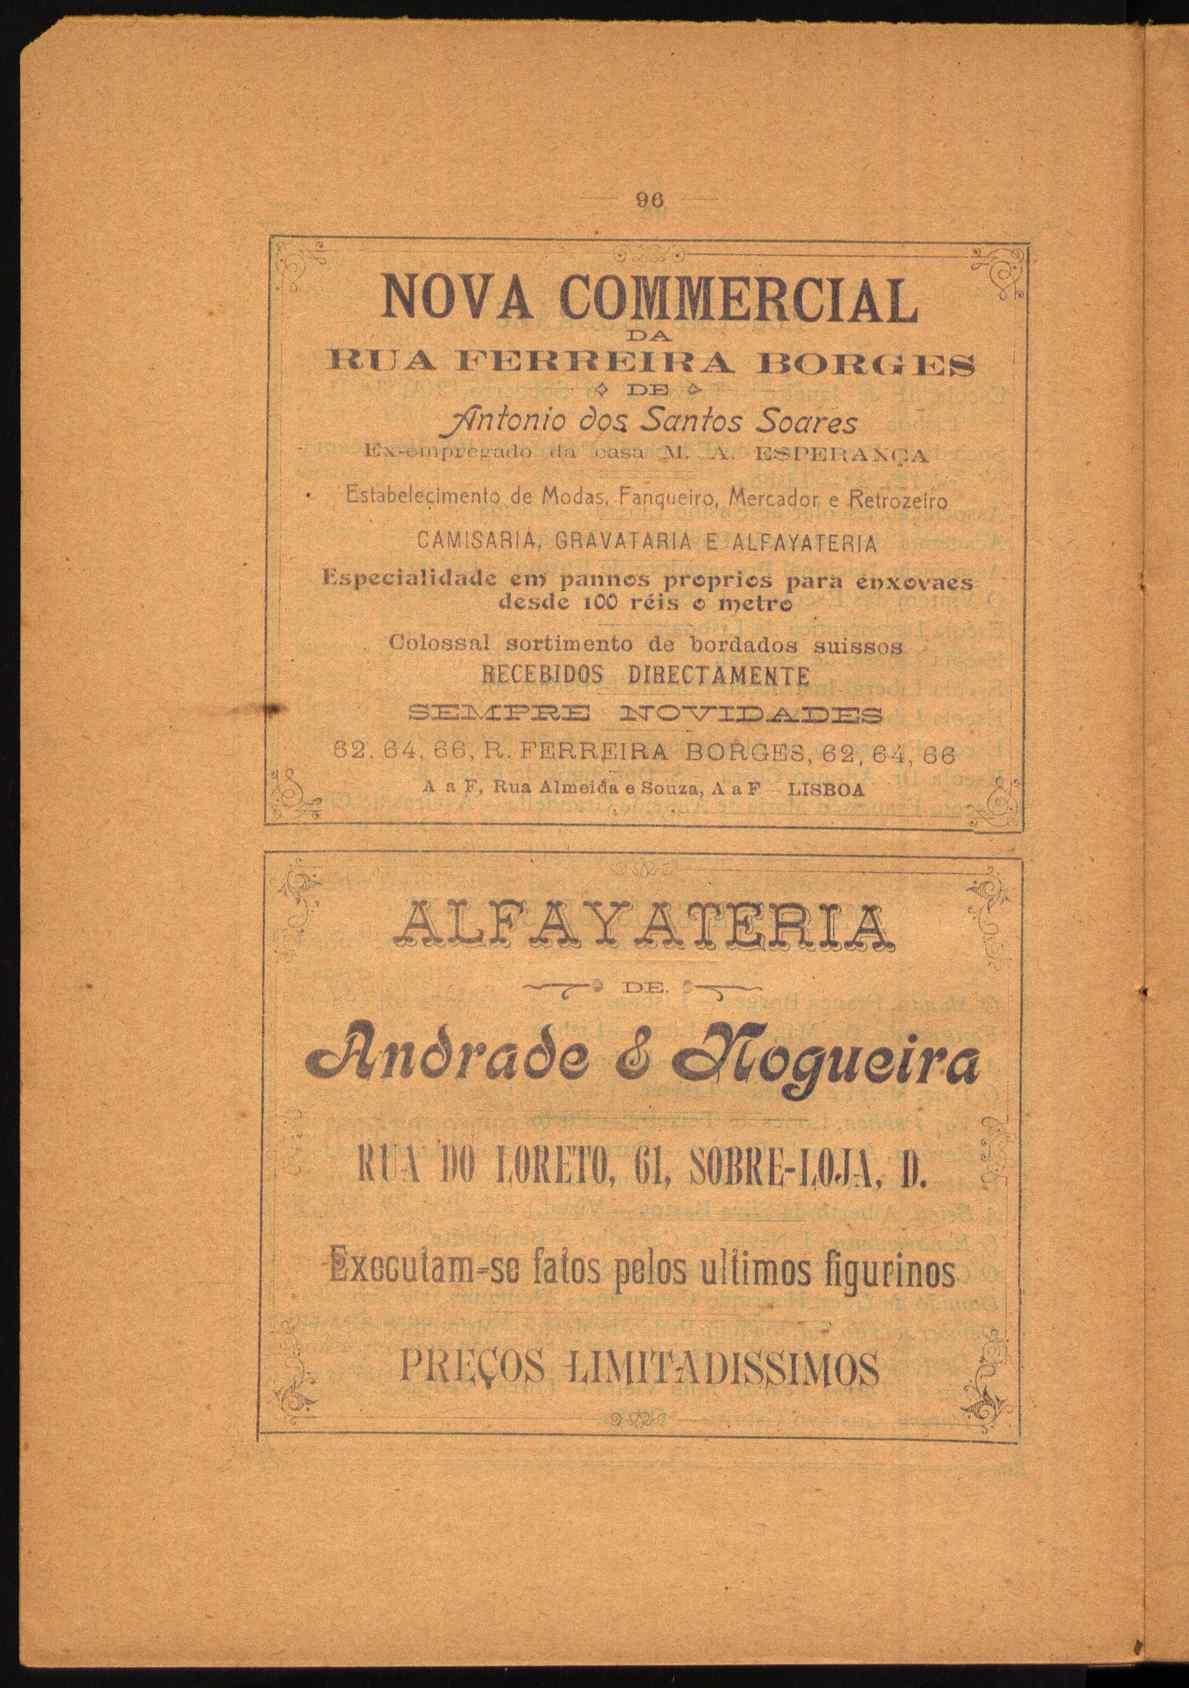 — 96 —
NOVA COMMERCIAL
DA
RUA FERREIRA BORGES
DE
Antonio dos Santos Soares
Ex-empregado da casa M. A. ESPERANÇA
Estabelecimento de Modas, Fanqueiro, Mercador e Retrozeiro
CAMISARIA, GRAVATARIA E ALFAYATERIA
Especialidade em pannos proprios para enxovaes
desde 100 réis o metro
Colossal sortimento de bordados suissos
RECEBIDOS DIRECTAMENTE
SEMPRE NOVIDADES
62, 64, 66, R. FERREIRA BORGES, 62, 64, 66
A a F, Rua Almeida e Souza, A a F — LISBOA
ALFAYATERIA
DE
Andrade & Nogueira
RUA DO LORETO, 61, SOBRE-LOJA, D.
Executam-se fatos pelos ultimos figurinos
PREÇOS LIMITADISSIMOS